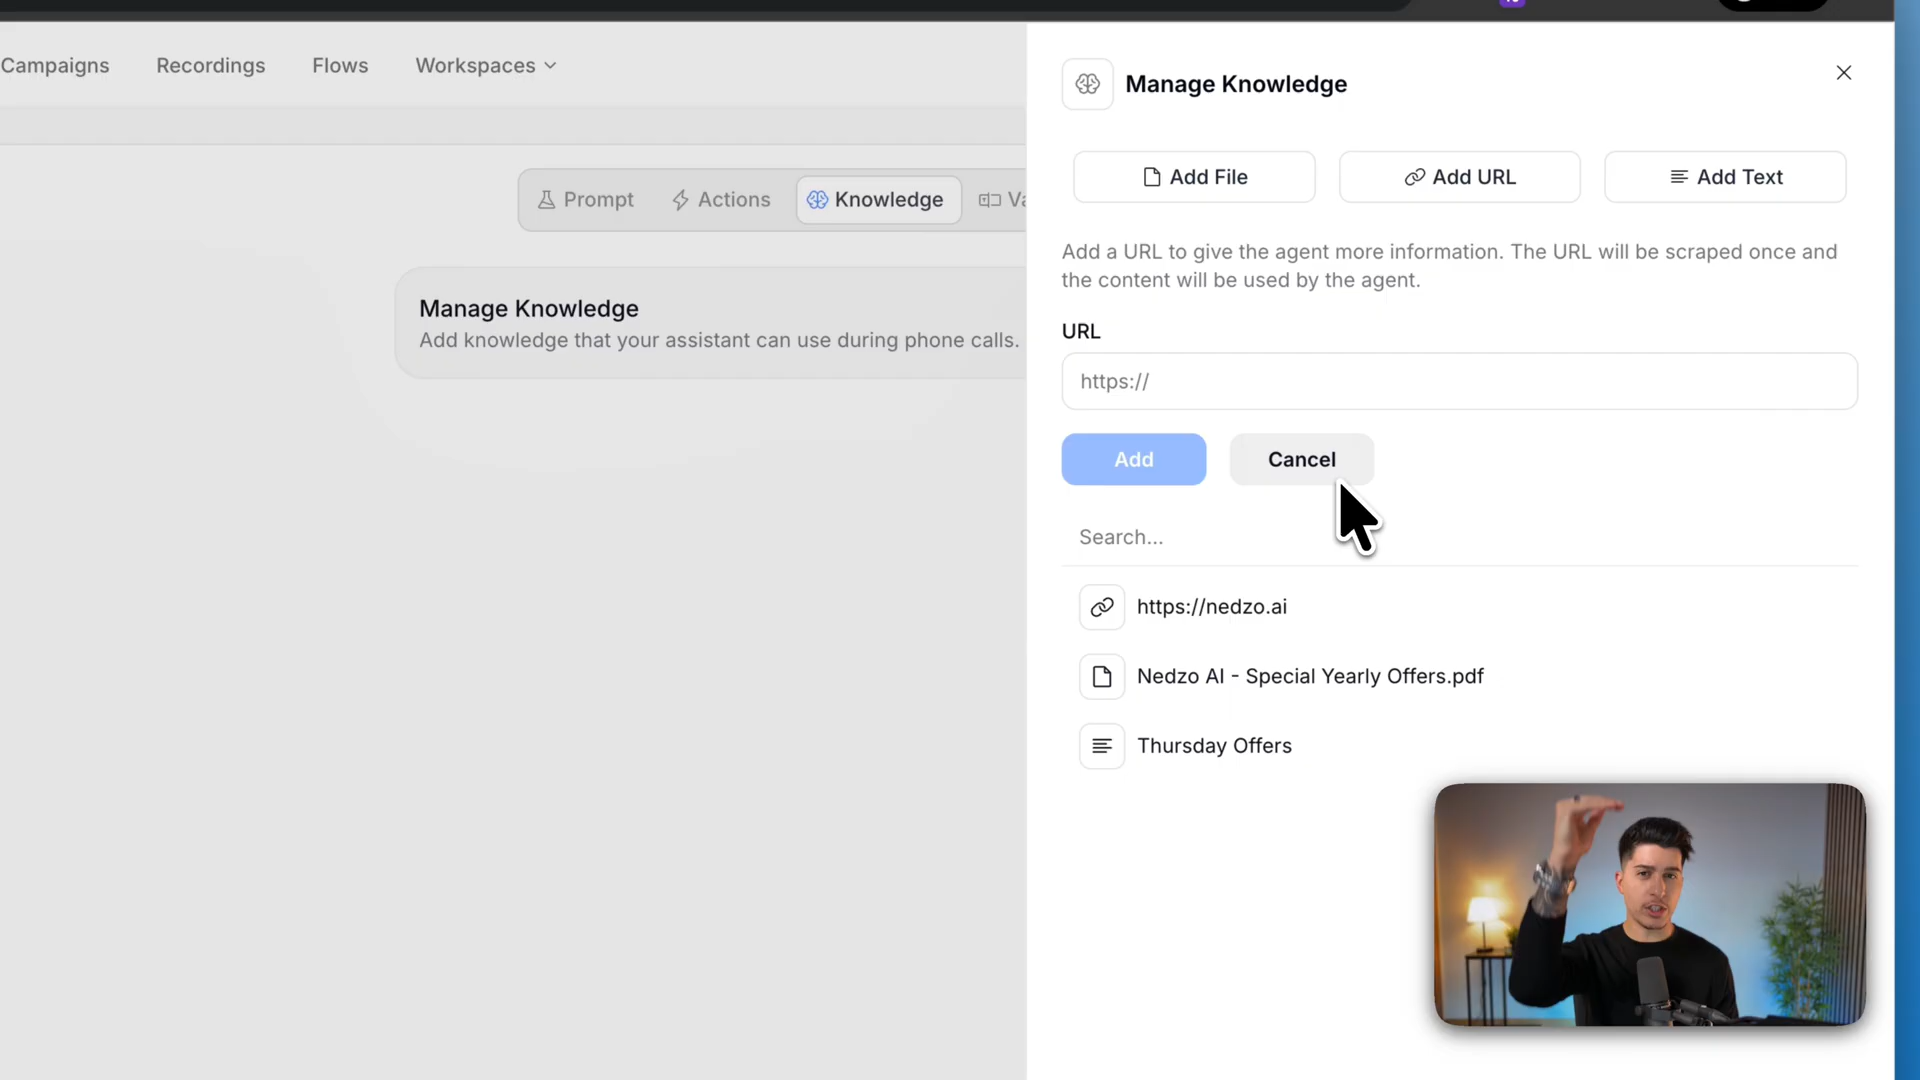 Campaigns
Recordings
Flows
Workspaces
Prompt
Actions
Knowledge
Manage Knowledge
Add knowledge that your assistant can use during phone calls.
Manage Knowledge
Add File
Add URL
Add Text
Add a URL to give the agent more information. The URL will be scraped once and
the content will be used by the agent.
URL
https://
Add
Cancel
Search...
https://nedzo.ai
Nedzo AI - Special Yearly Offers.pdf
Thursday Offers